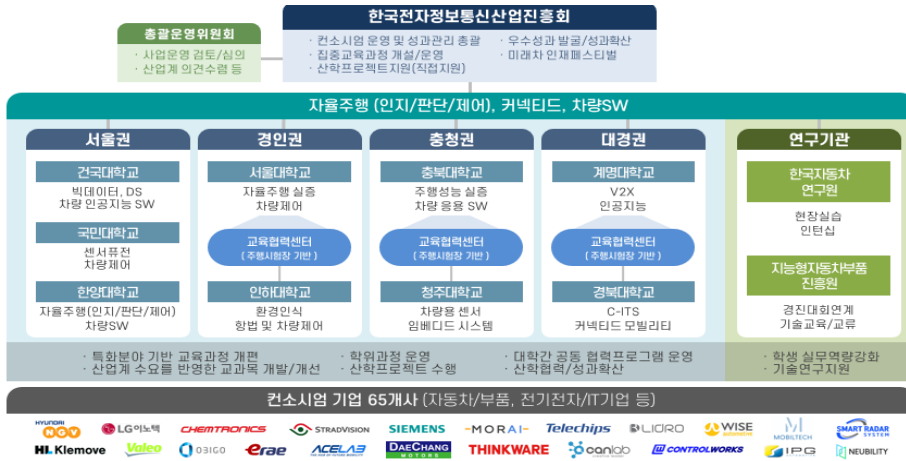 한국전자정보통신산업진흥회
· 컨소시엄 운영 및 성과관리 총괄
· 집중교육과정 개설/운영
· 산학프로젝트지원(직접지원)
· 우수성과 발굴/성과확산
· 미래차 인재페스티벌
총괄운영위원회
· 사업운영 검토/심의
· 산업계 의견수렴 등
자율주행 (인지/판단/제어), 커넥티드, 차량SW
서울권
건국대학교
빅데이터, DS
차량 인공지능 SW
국민대학교
센서퓨전
차량제어
한양대학교
자율주행(인지/판단/제어)
차량SW
경인권
서울대학교
자율주행 실증
차량제어
교육협력센터
( 주행시험장 기반 )
인하대학교
환경인식
항법 및 차량제어
충청권
충북대학교
주행성능 실증
차량 응용 SW
교육협력센터
( 주행시험장 기반 )
청주대학교
차량용 센서
임베디드 시스템
대경권
계명대학교
V2X
인공지능
교육협력센터
( 주행시험장 기반 )
경북대학교
C-ITS
커넥티드 모빌리티
연구기관
한국자동차
연구원
현장실습
인턴십
지능형자동차부품
진흥원
경진대회연계
기술교육/교류
· 특화분야 기반 교육과정 개편
· 산업계 수요를 반영한 교과목 개발/개선
· 학위과정 운영
· 산학프로젝트 수행
· 대학간 공동 협력프로그램 운영
· 산학협력/성과확산
· 학생 실무역량강화
· 기술연구지원
컨소시엄 기업 65개사 (자동차/부품, 전기전자/IT기업 등)
HYUNDAI NGV
LG이노텍
CHEMTRONICS
STRADVISION
SIEMENS
-MORAI-
Telechips
LIDRO
WISE
MOBILTECH
SMART RADAR
SYSTEM
HL Klemove
Valeo
OBIGO
erae
ACELAB
DAECHANG
MOTORS
THINKWARE
canlab
CONTROLWORKS
IPG
NEUBILITY